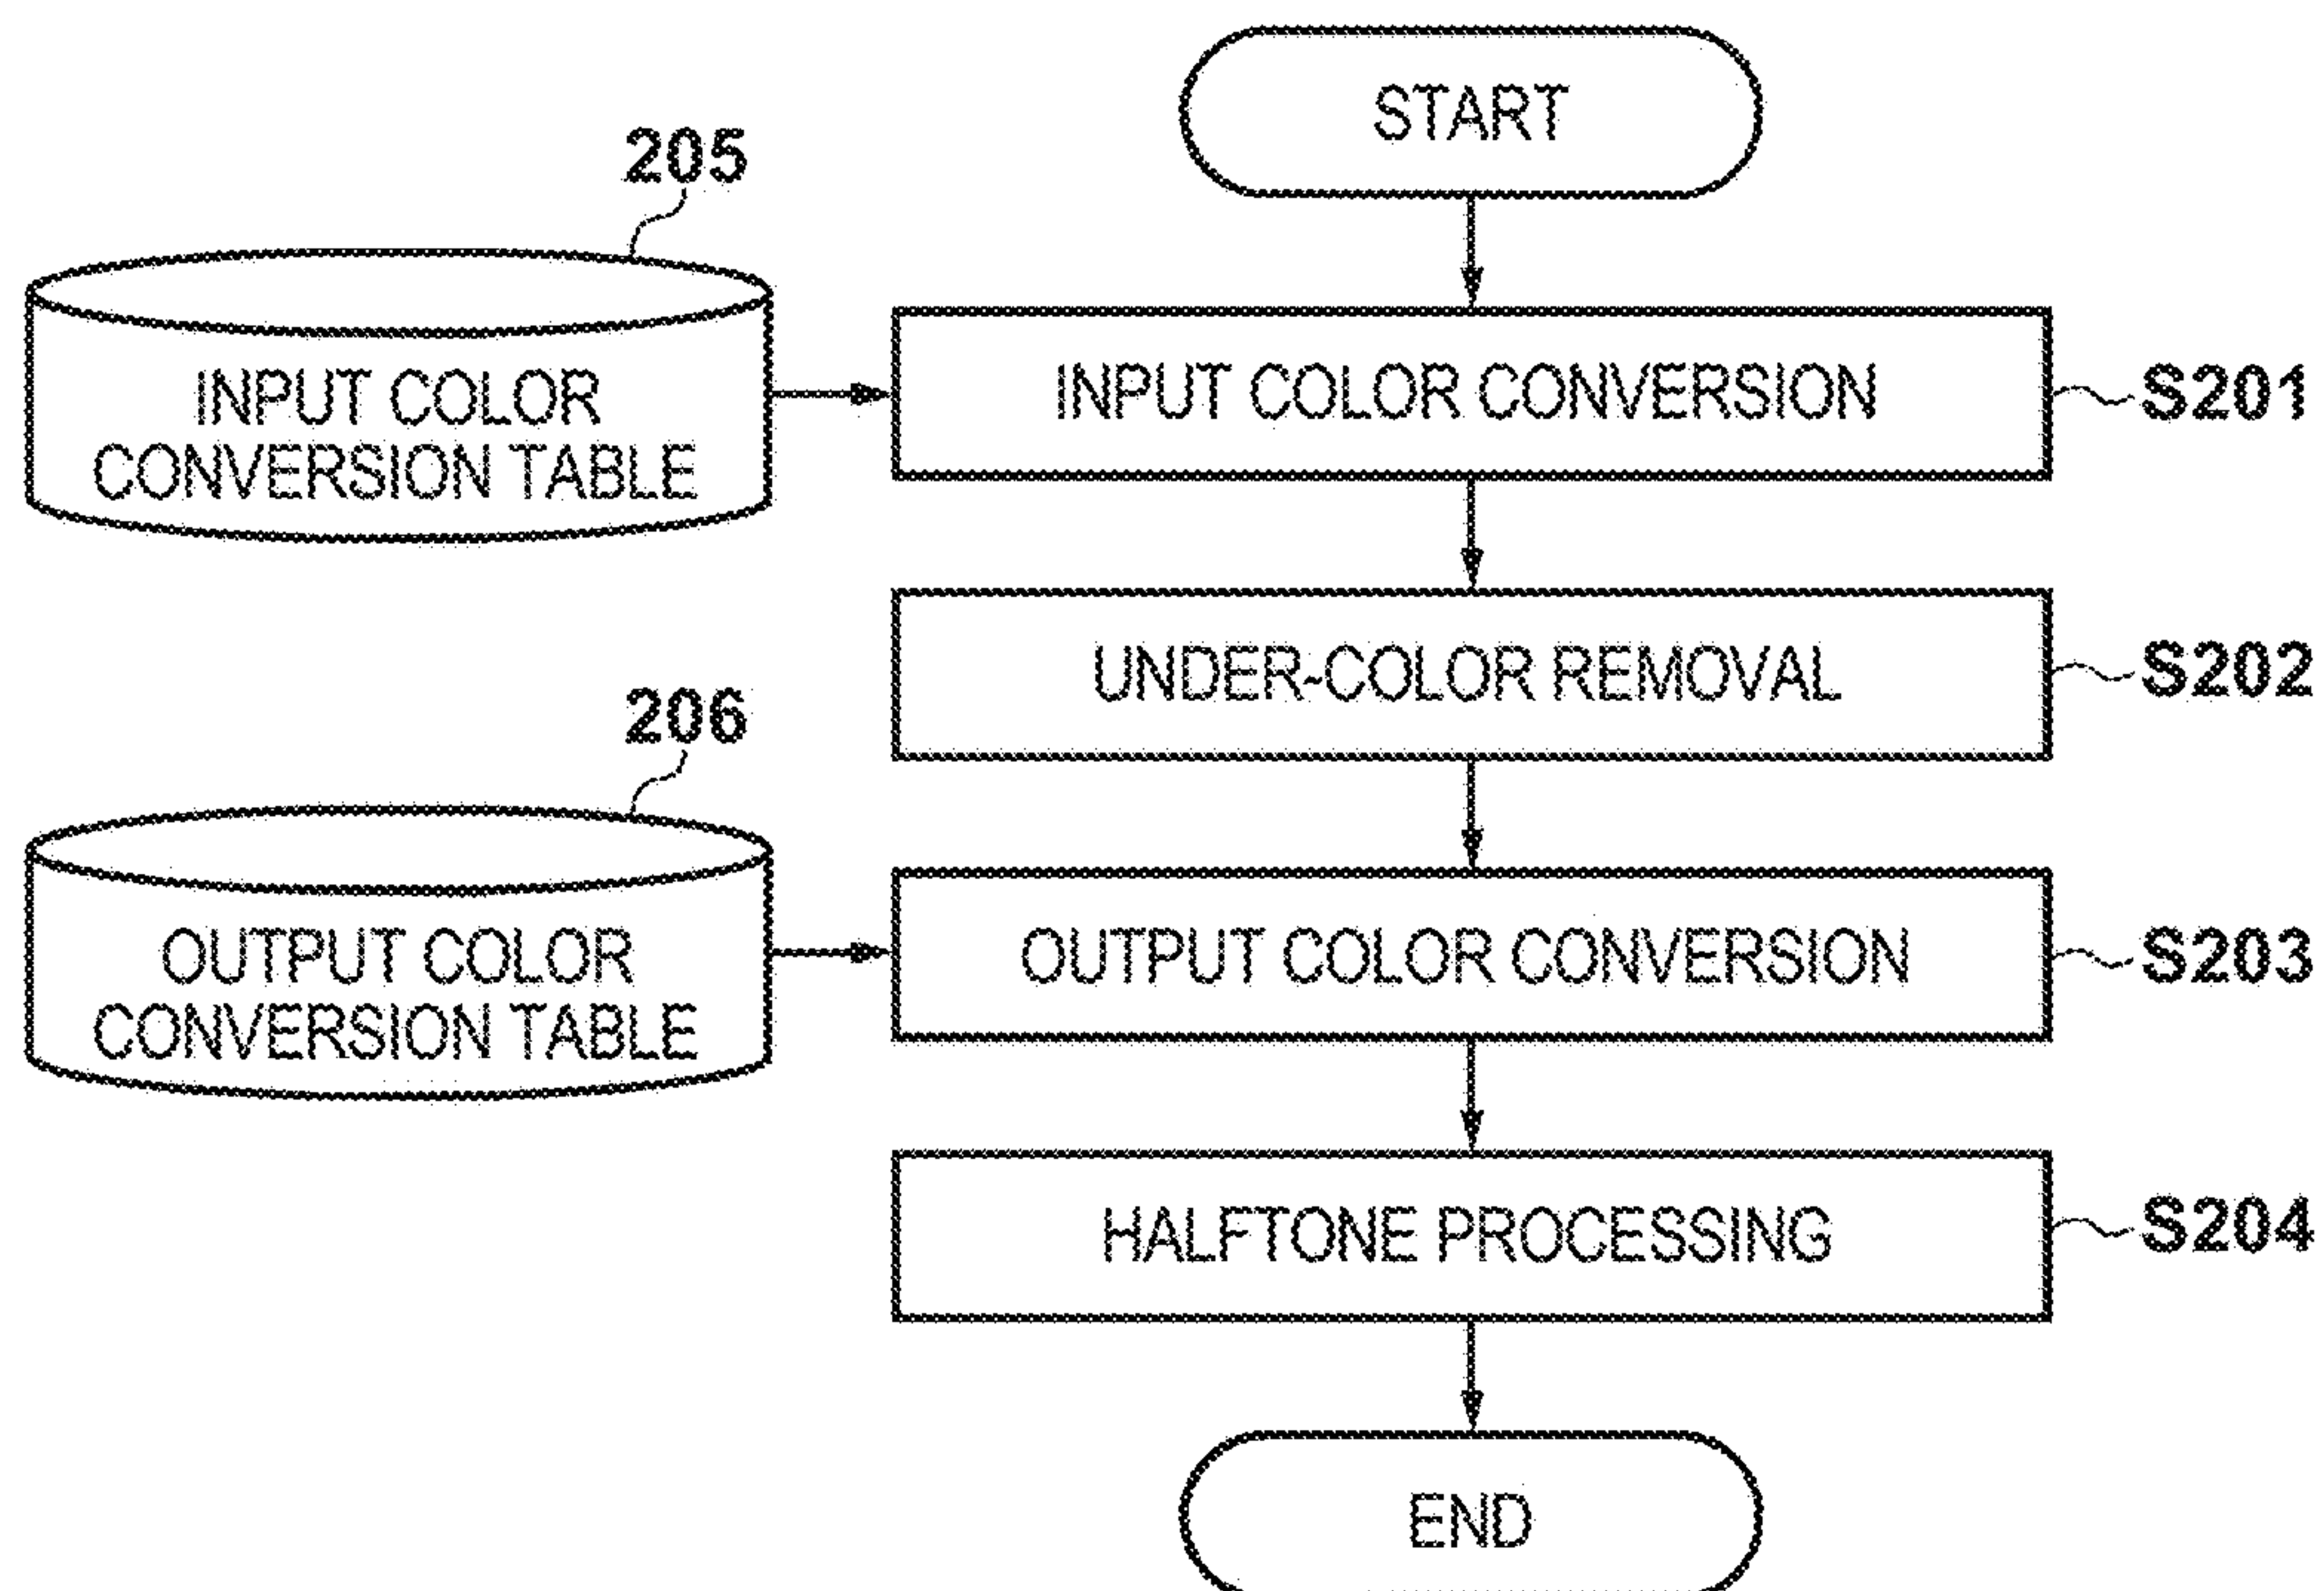 START
205
INPUT COLOR
CONVERSION TABLE
INPUT COLOR CONVERSION
S201
UNDER-COLOR REMOVAL
S202
206
OUTPUT COLOR
CONVERSION TABLE
OUTPUT COLOR CONVERSION
S203
HALFTONE PROCESSING
S204
END